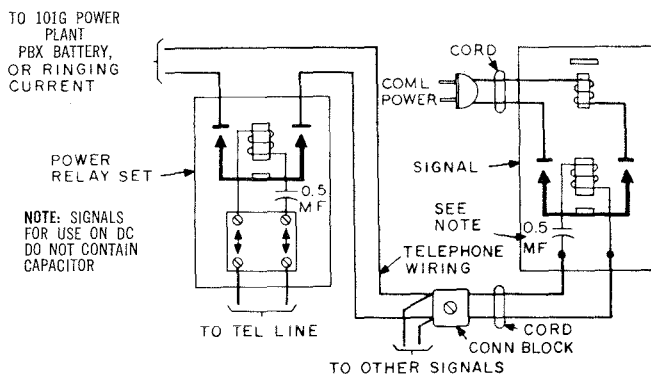 TO 101G POWER
PLANT
PBX BATTERY,
OR RINGING
CURRENT
CORD
COML
POWER
POWER
RELAY SET
SIGNAL
0.5
MF
NOTE: SIGNALS
FOR USE ON DC
DO NOT CONTAIN
CAPACITOR
SEE
NOTE
0.5
MF
TELEPHONE
WIRING
TO TEL LINE
CORD
CONN BLOCK
TO OTHER SIGNALS